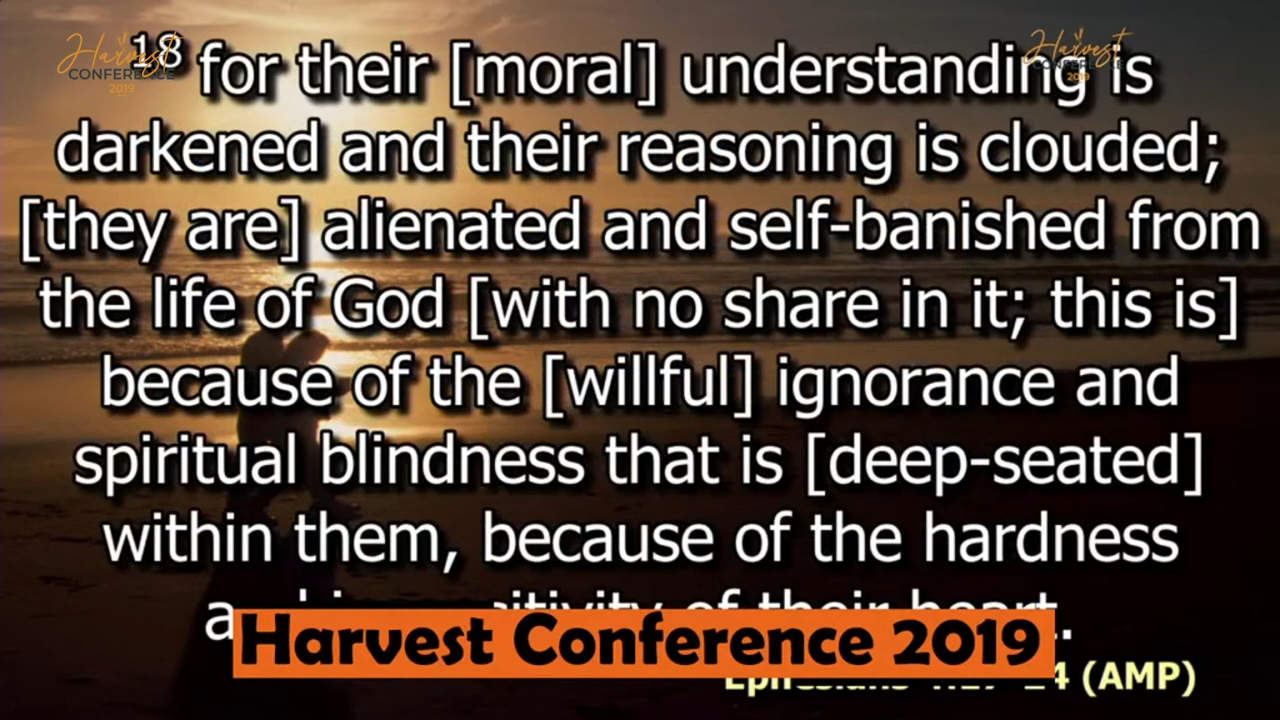 Harvest
CONFERENCE
2019
Harvest
2019
18 for their [moral] understanding is
darkened and their reasoning is clouded;
[they are] alienated and self-banished from
the life of God [with no share in it; this is]
because of the [willful] ignorance and
spiritual blindness that is [deep-seated]
within them, because of the hardness
of their heart.
Harvest Conference 2019
(AMP)